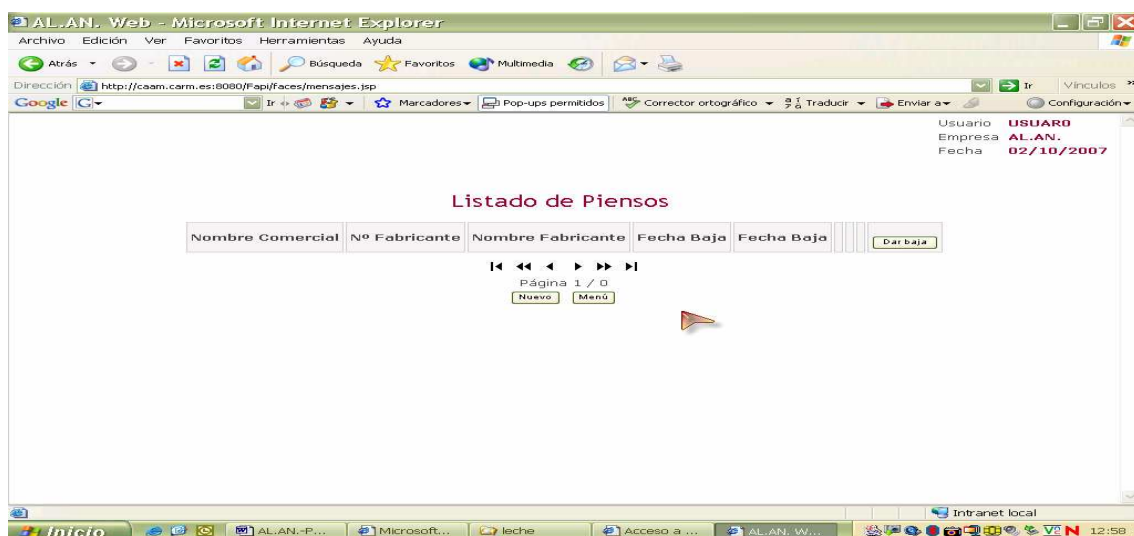 AL.AN. Web - Microsoft Internet Explorer
Archivo Edición Ver Favoritos Herramientas Ayuda
Atrás Búsqueda Favoritos Multimedia
Dirección http://caam.carm.es:8080/Fapi/faces/mensajes.jsp Ir Vínculos »
Google G Ir Marcadores Pop-ups permitidos ABC Corrector ortográfico Traducir Enviar a Configuración
Usuario USUAR0
Empresa AL.AN.
Fecha 02/10/2007
Listado de Piensos
Nombre Comercial Nº Fabricante Nombre Fabricante Fecha Baja Fecha Baja Dar baja
Página 1 / 0
Nuevo Menú
Intranet local
Inicio AL.AN.-P... Microsoft... leche Acceso a ... AL.AN. W... 12:58